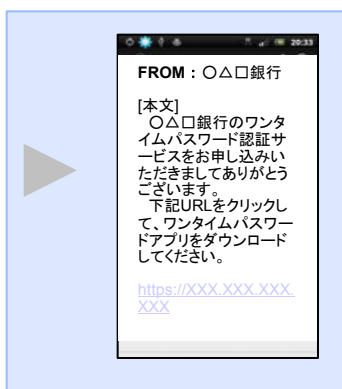 20:33
FROM：○△□銀行
[本文]
　○△□銀行のワンタ
イムパスワード認証サ
ービスをお申し込みい
ただきましてありがとう
ございます。
　下記URLをクリックし
て、ワンタイムパスワー
ドアプリをダウンロード
してください。
https://XXX.XXX.XXX.
XXX